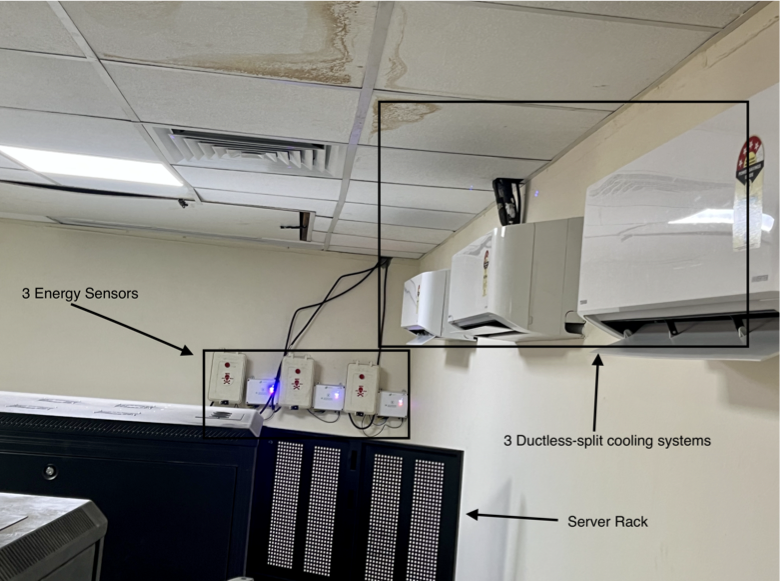 3 Energy Sensors
3 Ductless-split cooling systems
Server Rack